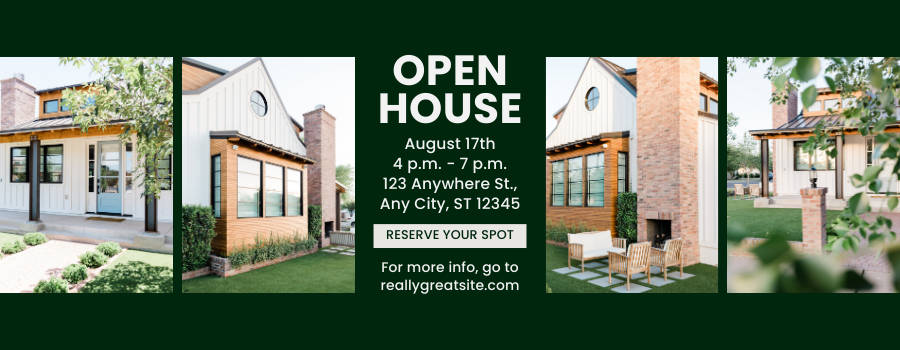 OPEN
HOUSE
August 17th
4 p.m. - 7 p.m.
123 Anywhere St.,
Any City, ST 12345
RESERVE YOUR SPOT
For more info, go to
reallygreatsite.com